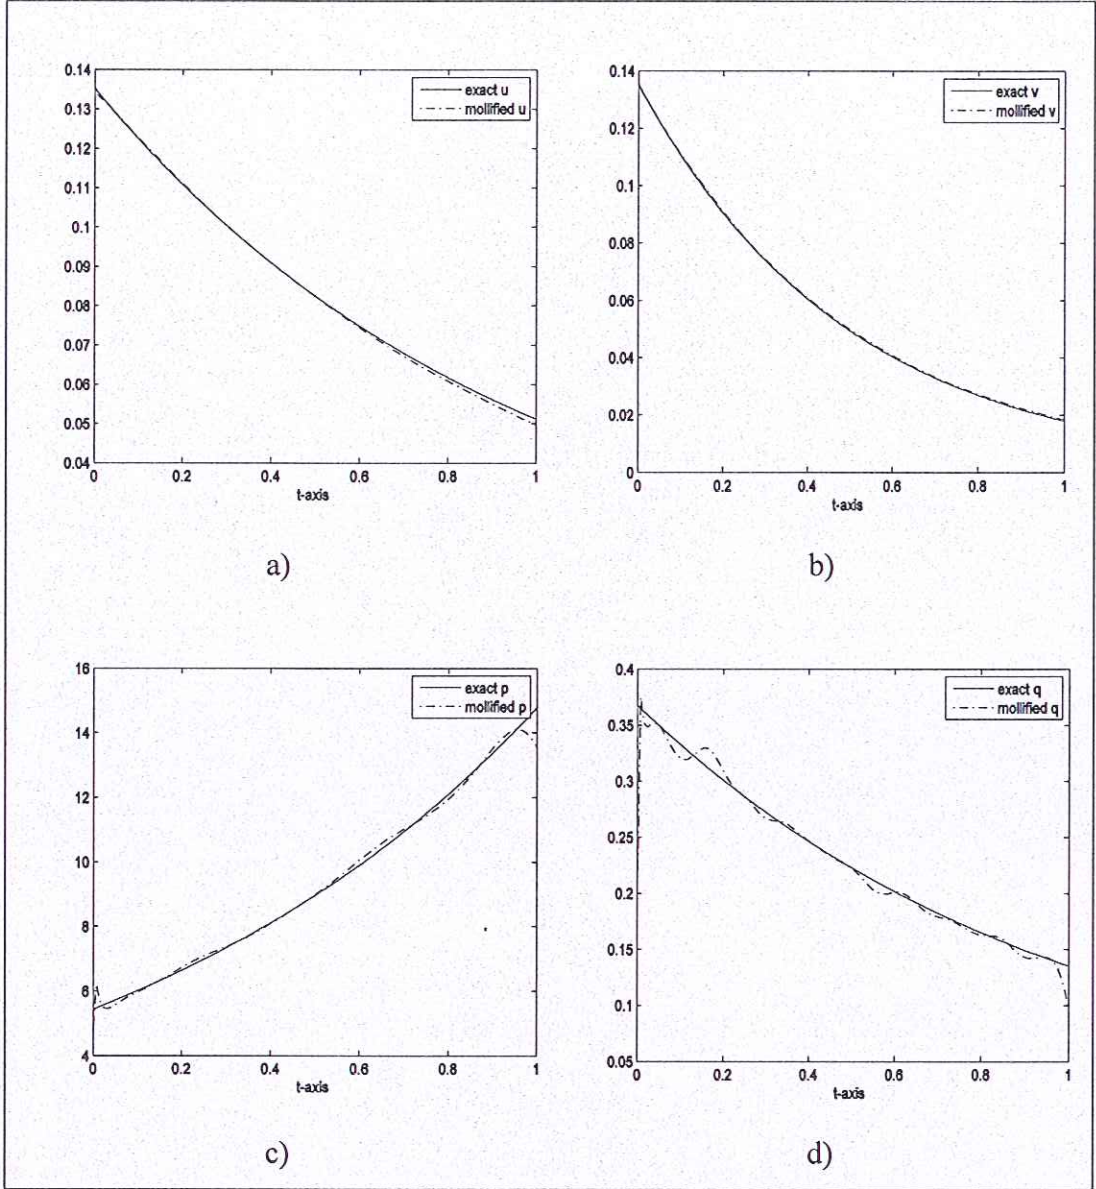 0.14
0.13
0.12
0.11
0.1
0.09
0.08
0.07
0.06
0.05
0.04
0 0.2 0.4 0.6 0.8 1
t-axis
exact u
mollified u
a)
0.14
0.12
0.1
0.08
0.06
0.04
0.02
0
0 0.2 0.4 0.6 0.8 1
t-axis
exact v
mollified v
b)
16
14
12
10
8
6
4
0 0.2 0.4 0.6 0.8 1
t-axis
exact p
mollified p
c)
0.4
0.35
0.3
0.25
0.2
0.15
0.1
0.05
0 0.2 0.4 0.6 0.8 1
t-axis
exact q
mollified q
d)